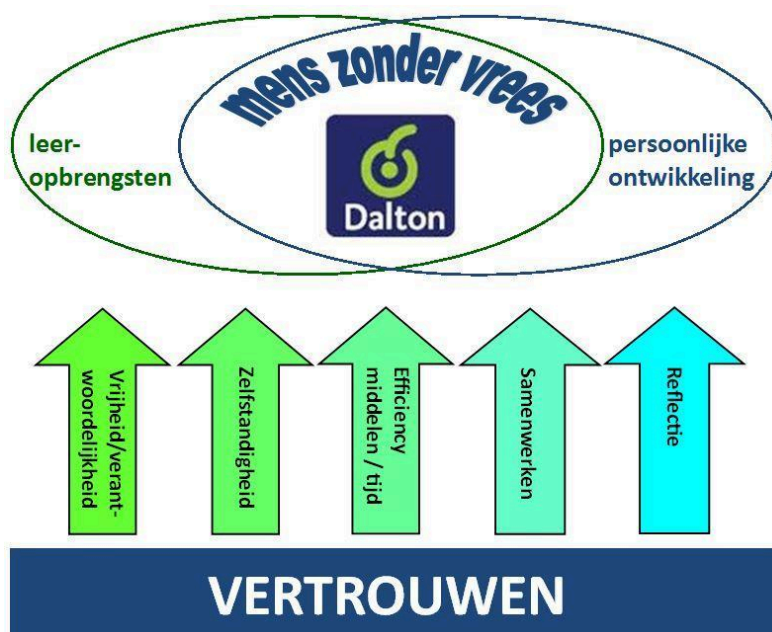 mens zonder vrees
leer-
opbrengsten
persoonlijke
ontwikkeling
Dalton
Vrijheid/verant-
woordelijkheid
Zelfstandigheid
Efficiency
middelen / tijd
Samenwerken
Reflectie
VERTROUWEN